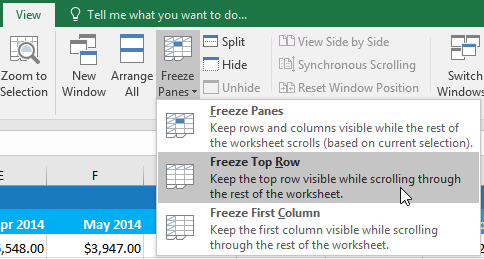 View
Tell me what you want to do...
Zoom to
Selection
New
Window
Arrange
All
Freeze
Panes
Split
Hide
Unhide
View Side by Side
Synchronous Scrolling
Reset Window Position
Switch
Windows
Freeze Panes
Keep rows and columns visible while the rest of
the worksheet scrolls (based on current selection).
Freeze Top Row
Keep the top row visible while scrolling through
the rest of the worksheet.
Freeze First Column
Keep the first column visible while scrolling
through the rest of the worksheet.
E F
pr 2014 May 2014
,548.00 $3,947.00